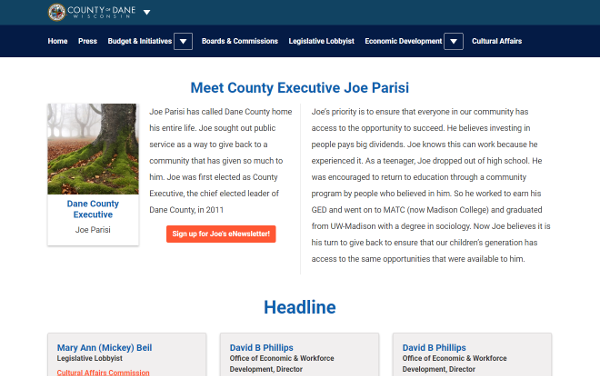 COUNTY OF DANE
WISCONSIN
Home Press Budget & Initiatives Boards & Commissions Legislative Lobbyist Economic Development Cultural Affairs
Meet County Executive Joe Parisi
Dane County
Executive
Joe Parisi
Joe Parisi has called Dane County home
his entire life. Joe sought out public
service as a way to give back to a
community that has given so much to
him. Joe was first elected as County
Executive, the chief elected leader of
Dane County, in 2011
Sign up for Joe's eNewsletter!
Joe's priority is to ensure that everyone in our community has
access to the opportunity to succeed. He believes investing in
people pays big dividends. Joe knows this can work because he
experienced it. As a teenager, Joe dropped out of high school. He
was encouraged to return to education through a community
program by people who believed in him. So he worked to earn his
GED and went on to MATC (now Madison College) and graduated
from UW-Madison with a degree in sociology. Now Joe believes it is
his turn to give back to ensure that our children's generation has
access to the same opportunities that were available to him.
Headline
Mary Ann (Mickey) Beil
Legislative Lobbyist
Cultural Affairs Commission
David B Phillips
Office of Economic & Workforce
Development, Director
David B Phillips
Office of Economic & Workforce
Development, Director